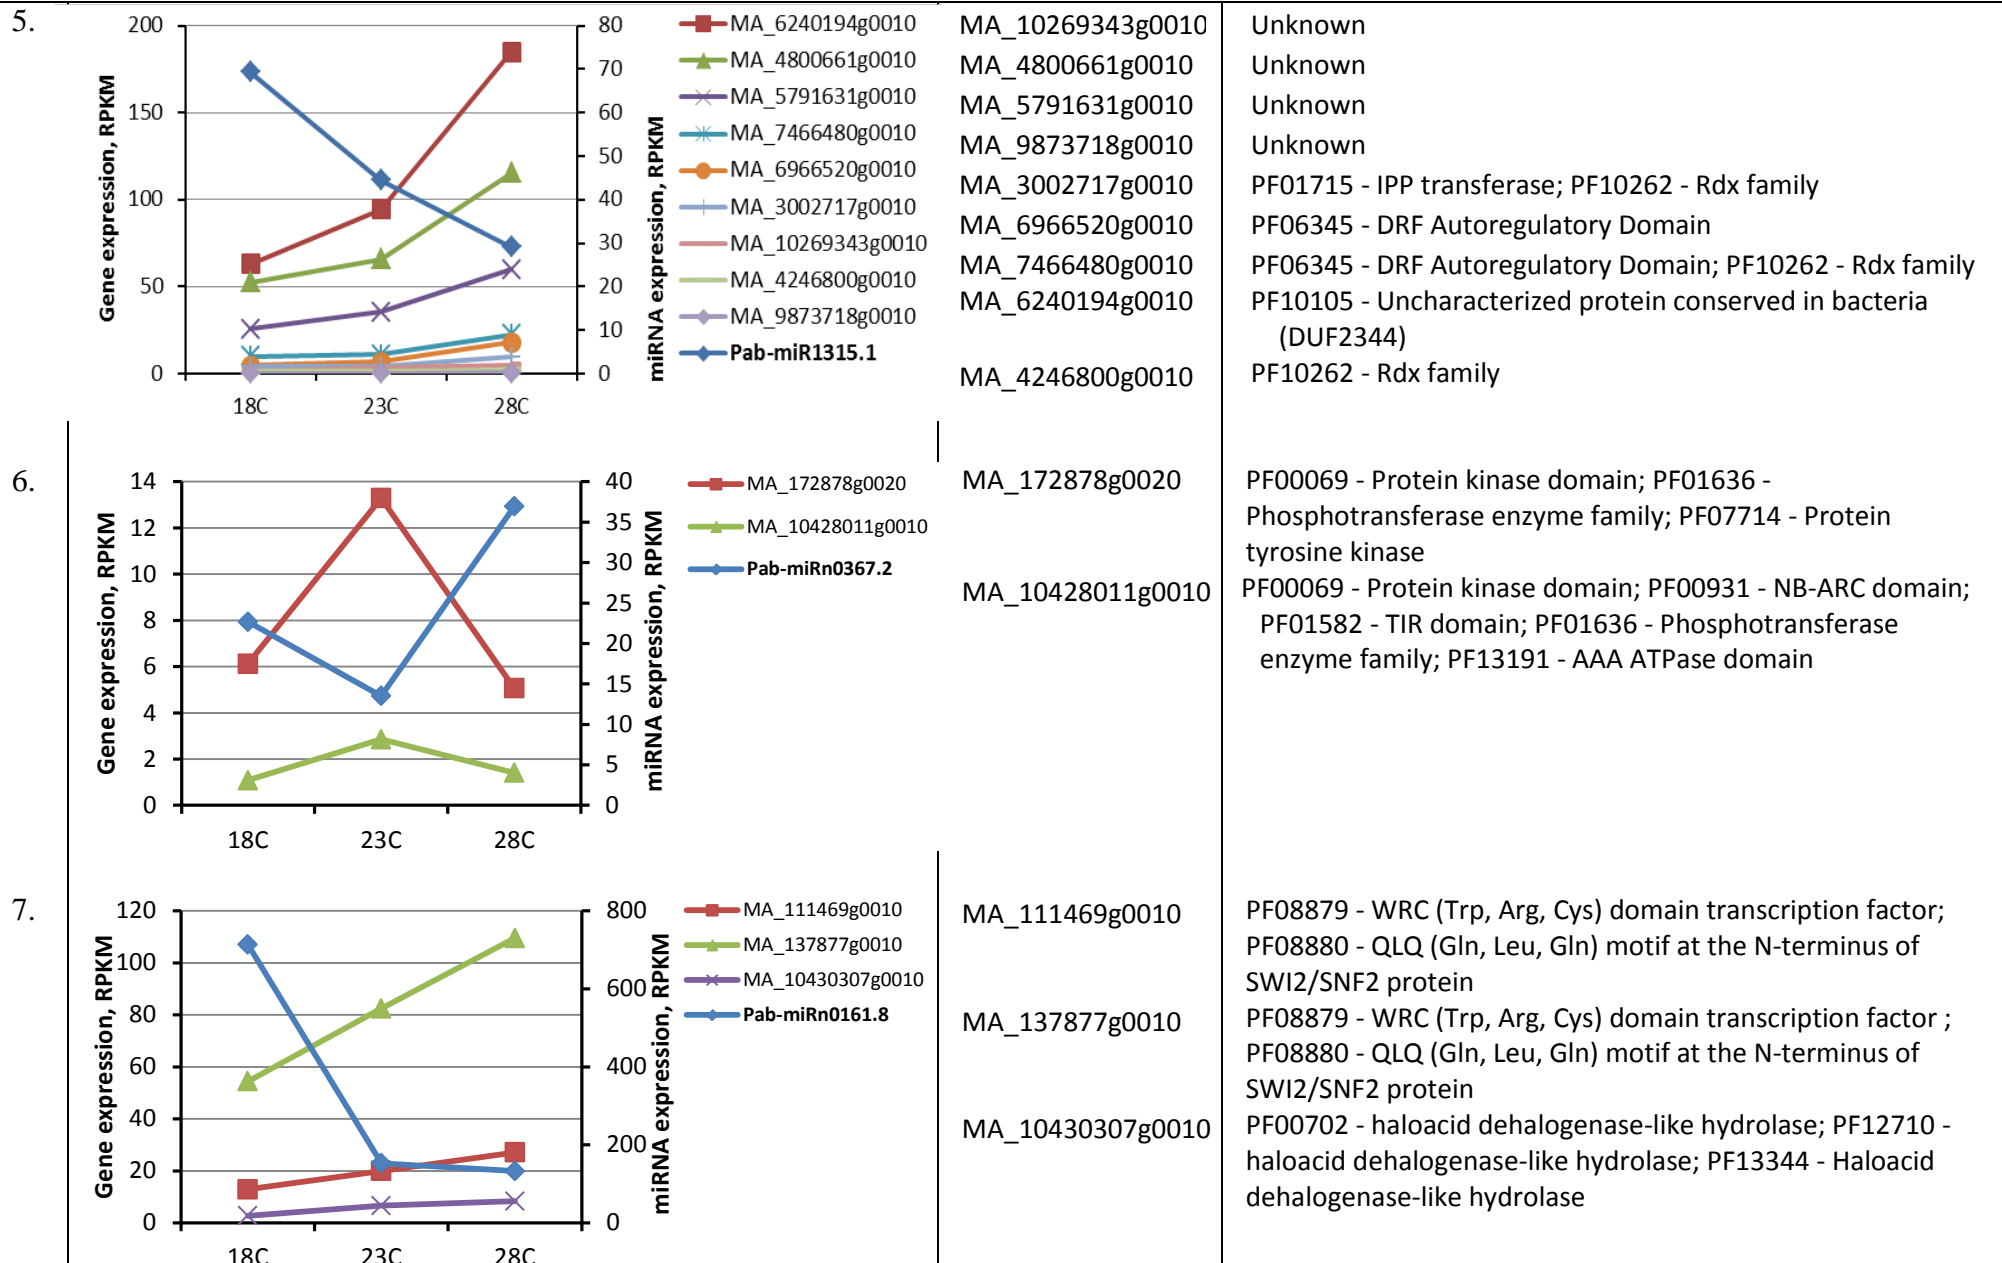 5.
200
150
100
50
0
Gene expression, RPKM
80
70
60
50
40
30
20
10
0
miRNA expression, RPKM
18C 23C 28C
MA_6240194g0010
MA_4800661g0010
MA_5791631g0010
MA_7466480g0010
MA_6966520g0010
MA_3002717g0010
MA_10269343g0010
MA_4246800g0010
MA_9873718g0010
Pab-miR1315.1
MA_10269343g0010 Unknown
MA_4800661g0010 Unknown
MA_5791631g0010 Unknown
MA_9873718g0010 Unknown
MA_3002717g0010 PF01715 - IPP transferase; PF10262 - Rdx family
MA_6966520g0010 PF06345 - DRF Autoregulatory Domain
MA_7466480g0010 PF06345 - DRF Autoregulatory Domain; PF10262 - Rdx family
MA_6240194g0010 PF10105 - Uncharacterized protein conserved in bacteria
(DUF2344)
MA_4246800g0010 PF10262 - Rdx family
6.
14
12
10
8
6
4
2
0
Gene expression, RPKM
40
35
30
25
20
15
10
5
0
miRNA expression, RPKM
18C 23C 28C
MA_172878g0020
MA_10428011g0010
Pab-miRn0367.2
MA_172878g0020 PF00069 - Protein kinase domain; PF01636 -
Phosphotransferase enzyme family; PF07714 - Protein
tyrosine kinase
MA_10428011g0010 PF00069 - Protein kinase domain; PF00931 - NB-ARC domain;
PF01582 - TIR domain; PF01636 - Phosphotransferase
enzyme family; PF13191 - AAA ATPase domain
7.
120
100
80
60
40
20
0
Gene expression, RPKM
800
600
400
200
0
miRNA expression, RPKM
18C 23C 28C
MA_111469g0010
MA_137877g0010
MA_10430307g0010
Pab-miRn0161.8
MA_111469g0010 PF08879 - WRC (Trp, Arg, Cys) domain transcription factor;
PF08880 - QLQ (Gln, Leu, Gln) motif at the N-terminus of
SWI2/SNF2 protein
MA_137877g0010 PF08879 - WRC (Trp, Arg, Cys) domain transcription factor ;
PF08880 - QLQ (Gln, Leu, Gln) motif at the N-terminus of
SWI2/SNF2 protein
MA_10430307g0010 PF00702 - haloacid dehalogenase-like hydrolase; PF12710 -
haloacid dehalogenase-like hydrolase; PF13344 - Haloacid
dehalogenase-like hydrolase